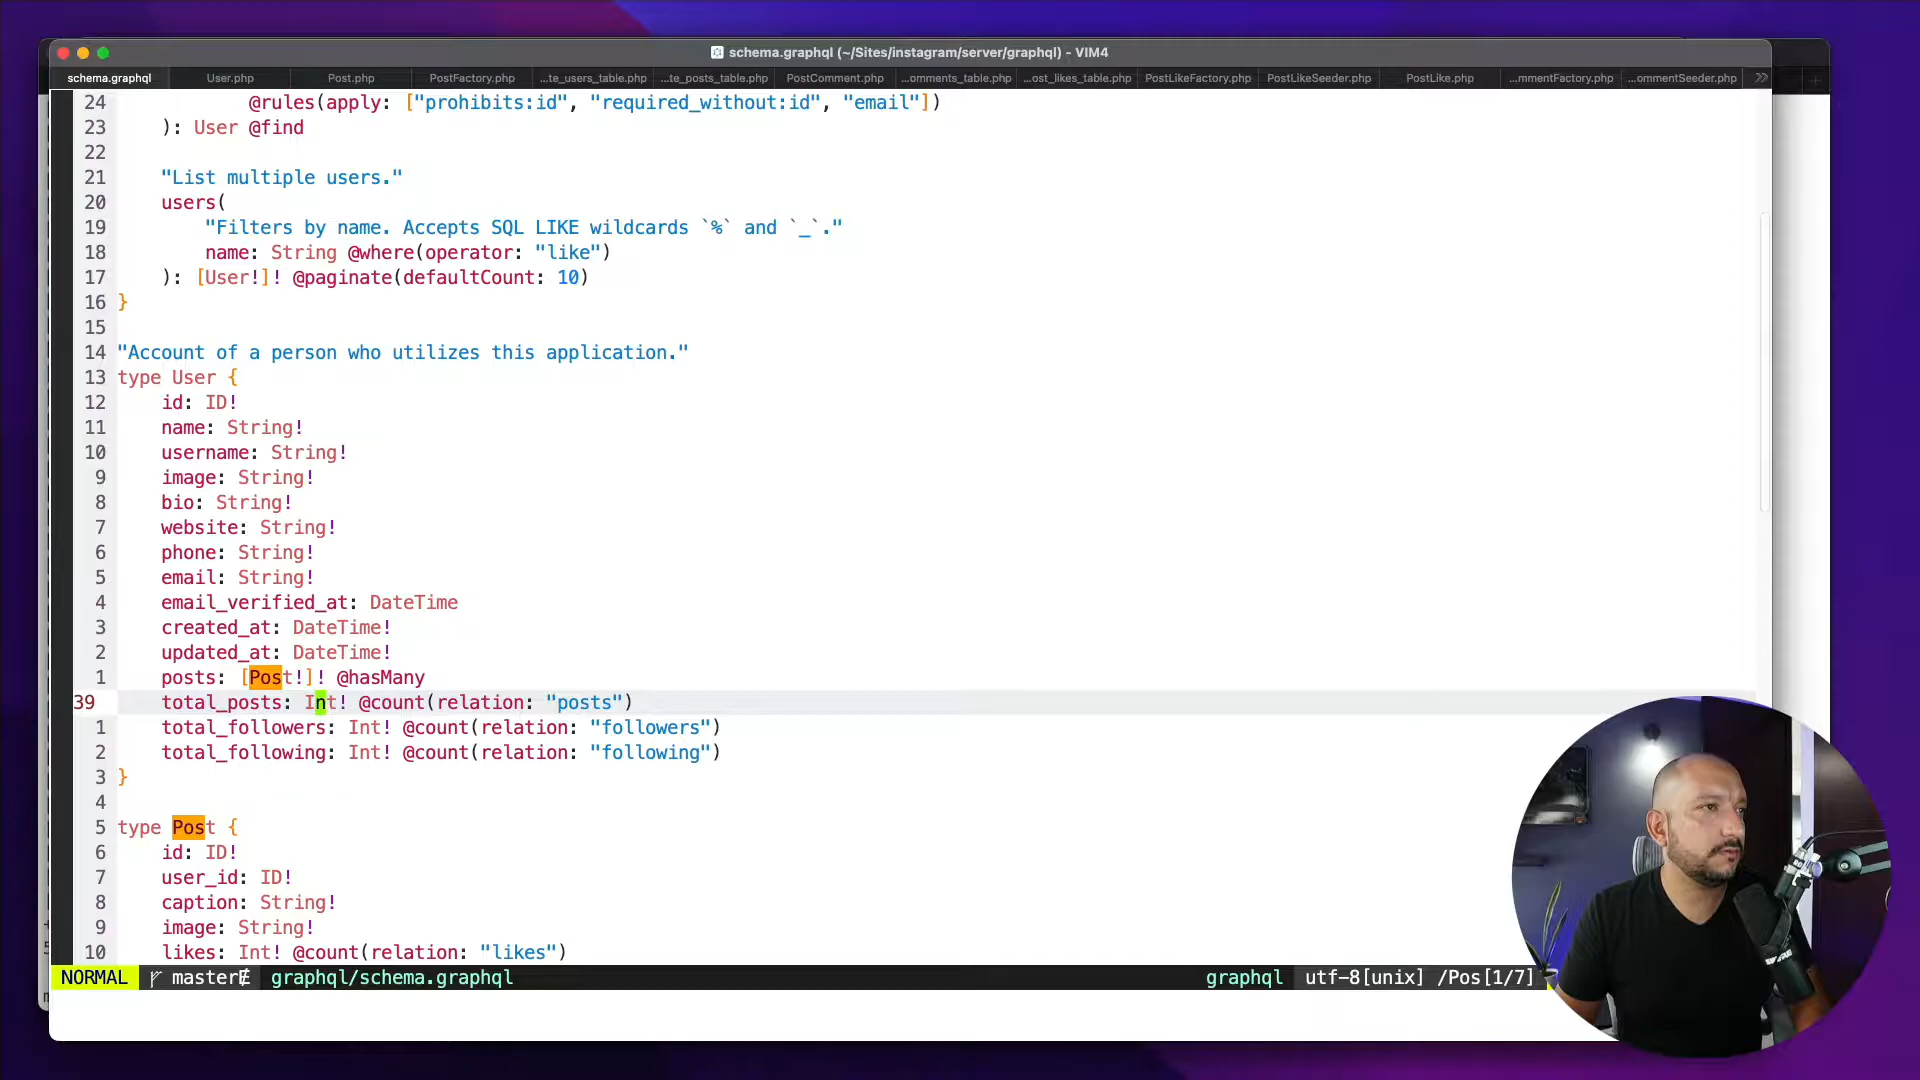 schema.graphql (~/Sites/instagram/server/graphql) - VIM4
schema.graphql User.php Post.php PostFactory.php ...te_users_table.php ...te_posts_table.php PostComment.php ...omments_table.php ...ost_likes_table.php PostLikeFactory.php PostLikeSeeder.php PostLike.php ...mmentFactory.php ...ommentSeeder.php
24 @rules(apply: ["prohibits:id", "required_without:id", "email"])
23 ): User @find
22
21 "List multiple users."
20 users(
19 "Filters by name. Accepts SQL LIKE wildcards `%` and `_`."
18 name: String @where(operator: "like")
17 ): [User!]! @paginate(defaultCount: 10)
16 }
15
14 "Account of a person who utilizes this application."
13 type User {
12 id: ID!
11 name: String!
10 username: String!
9 image: String!
8 bio: String!
7 website: String!
6 phone: String!
5 email: String!
4 email_verified_at: DateTime
3 created_at: DateTime!
2 updated_at: DateTime!
1 posts: [Post!]! @hasMany
39 total_posts: Int! @count(relation: "posts")
1 total_followers: Int! @count(relation: "followers")
2 total_following: Int! @count(relation: "following")
3 }
4
5 type Post {
6 id: ID!
7 user_id: ID!
8 caption: String!
9 image: String!
10 likes: Int! @count(relation: "likes")
NORMAL master graphql/schema.graphql graphql utf-8[unix] /Pos[1/7]